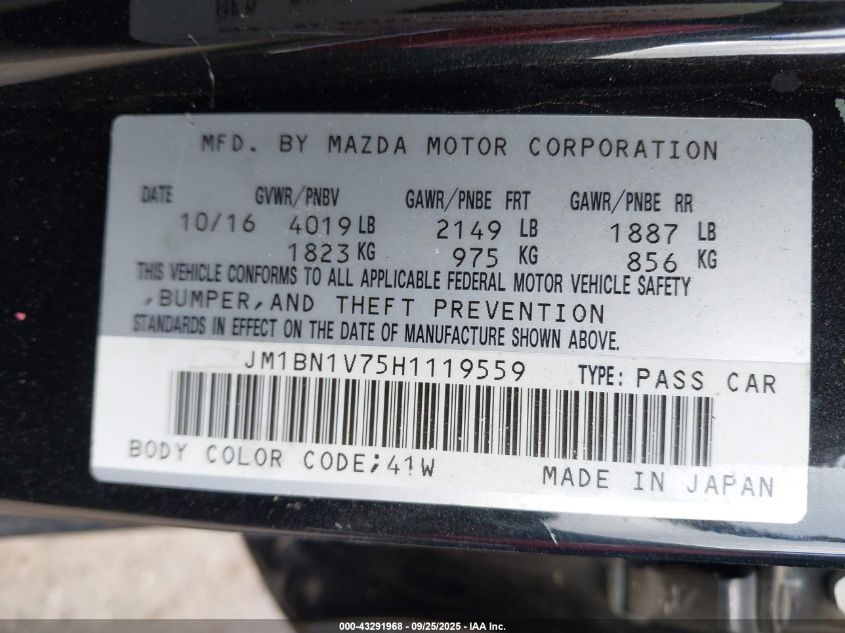 MFD. BY MAZDA MOTOR CORPORATION
DATE GVWR/PNBV GAWR/PNBE FRT GAWR/PNBE RR
10/16 4019 LB 2149 LB 1887 LB
1823 KG 975 KG 856 KG
THIS VEHICLE CONFORMS TO ALL APPLICABLE FEDERAL MOTOR VEHICLE SAFETY
,BUMPER,AND THEFT PREVENTION
STANDARDS IN EFFECT ON THE DATE OF MANUFACTURE SHOWN ABOVE.
JM1BN1V75H1119559 TYPE: PASS CAR
BODY COLOR CODE;41W MADE IN JAPAN
000-43291968 - 09/25/2025 - IAA Inc.